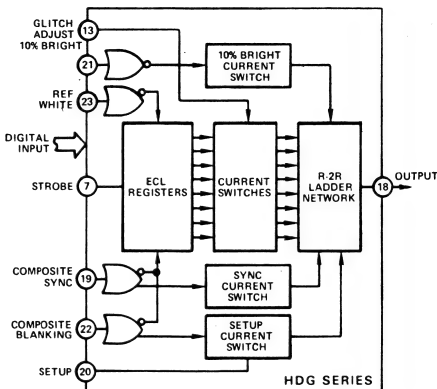 GLITCH
ADJUST
10% BRIGHT
13
21
10% BRIGHT
CURRENT
SWITCH
REF
WHITE
23
DIGITAL
INPUT
STROBE
7
ECL
REGISTERS
CURRENT
SWITCHES
R-2R
LADDER
NETWORK
18
OUTPUT
COMPOSITE
SYNC
19
SYNC
CURRENT
SWITCH
COMPOSITE
BLANKING
22
SETUP
CURRENT
SWITCH
SETUP
20
HDG SERIES